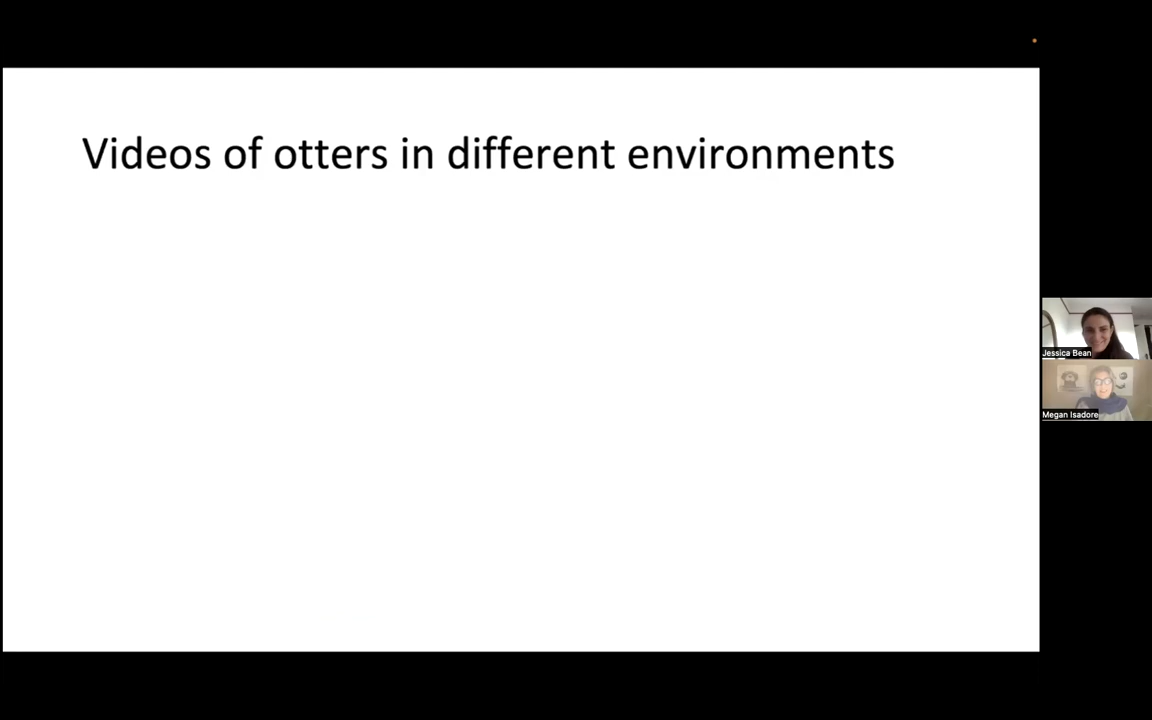 Videos of otters in different environments
Jessica Bean
Megan Isadore